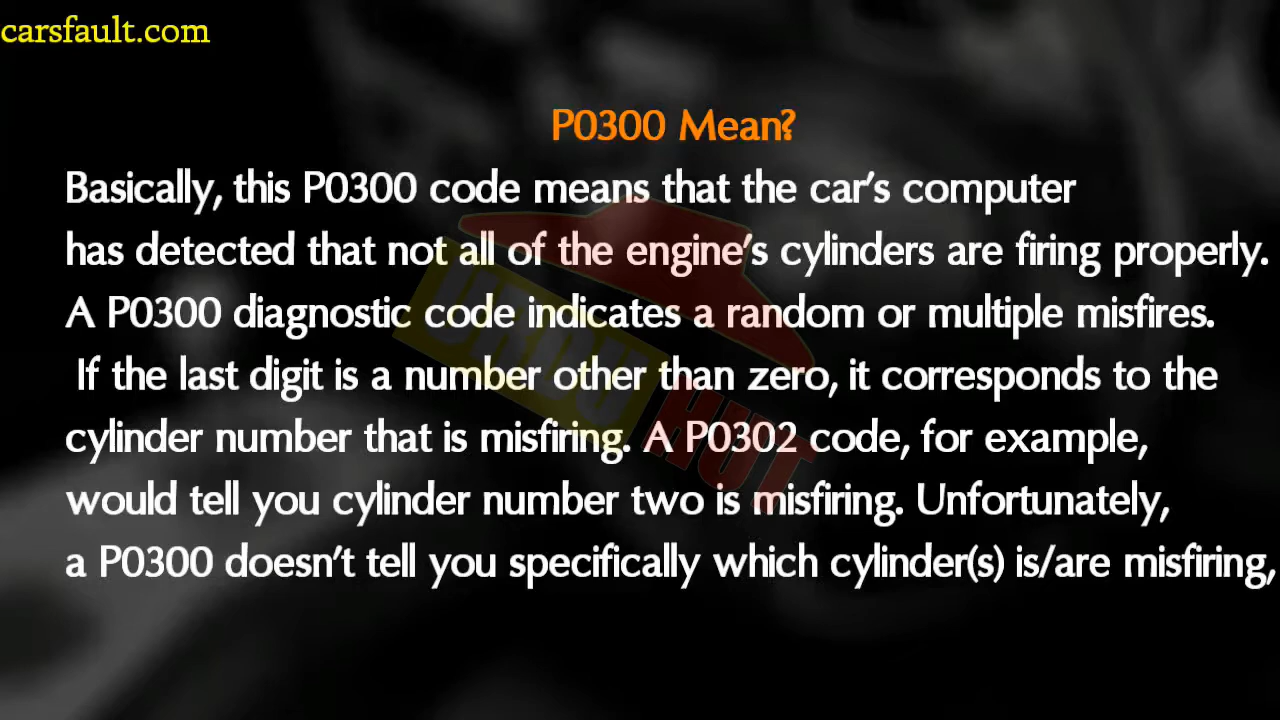 carsfault.com
P0300 Mean?
Basically, this P0300 code means that the car's computer
has detected that not all of the engine's cylinders are firing properly.
A P0300 diagnostic code indicates a random or multiple misfires.
If the last digit is a number other than zero, it corresponds to the
cylinder number that is misfiring. A P0302 code, for example,
would tell you cylinder number two is misfiring. Unfortunately,
a P0300 doesn't tell you specifically which cylinder(s) is/are misfiring,
URDU
HUT